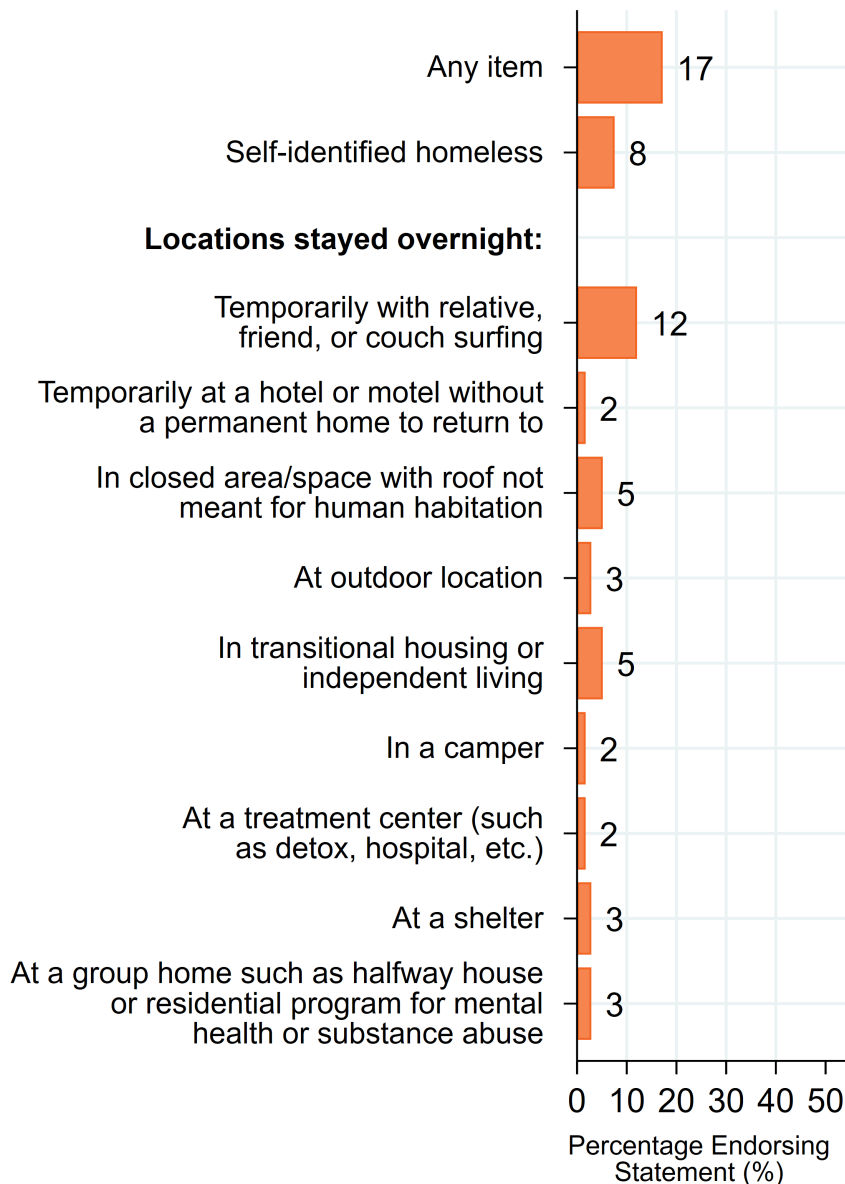 Any item
17
Self-identified homeless
8
Locations stayed overnight:
Temporarily with relative,
friend, or couch surfing
12
Temporarily at a hotel or motel without
a permanent home to return to
2
In closed area/space with roof not
meant for human habitation
5
At outdoor location
3
In transitional housing or
independent living
5
In a camper
2
At a treatment center (such
as detox, hospital, etc.)
2
At a shelter
3
At a group home such as halfway house
or residential program for mental
health or substance abuse
3
0 10 20 30 40 50
Percentage Endorsing
Statement (%)